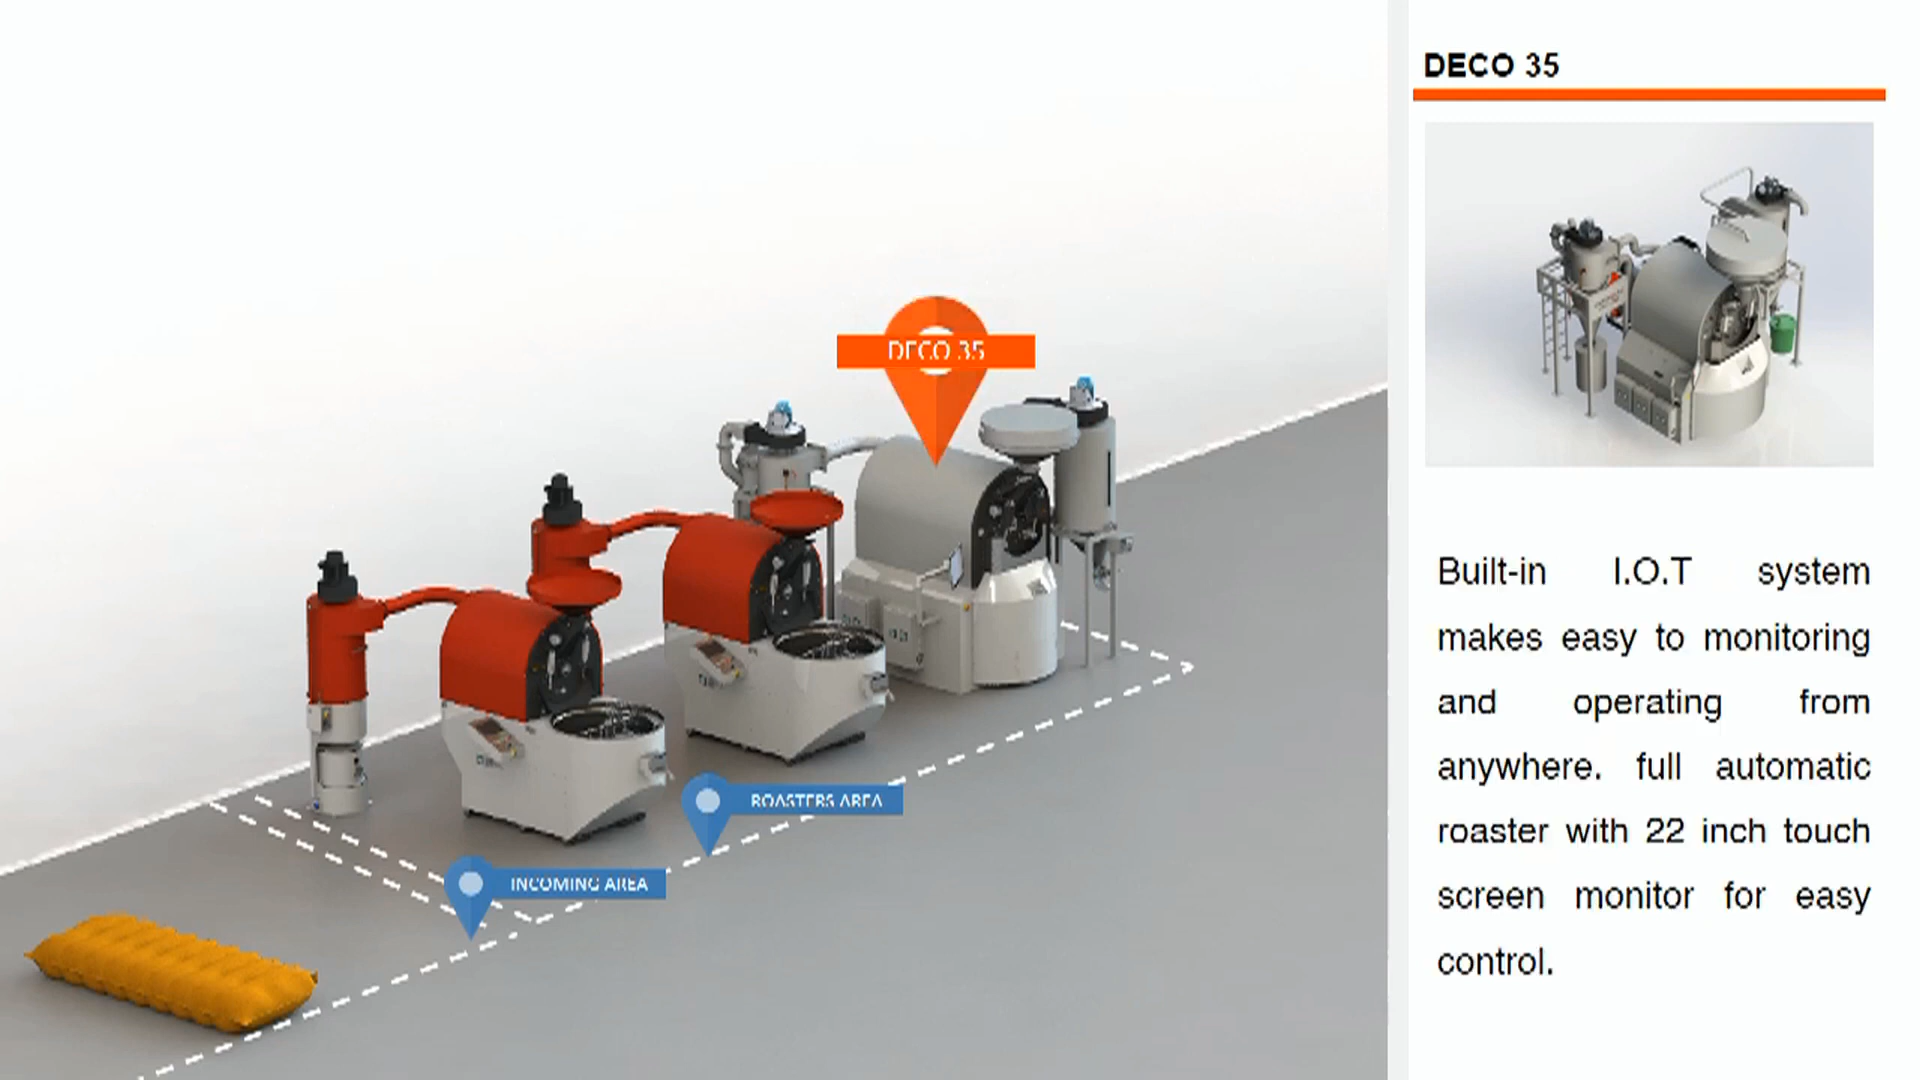 DECO 35
DECO 35
ROASTERS AREA
INCOMING AREA
Built-in I.O.T system
makes easy to monitoring
and operating from
anywhere. full automatic
roaster with 22 inch touch
screen monitor for easy
control.